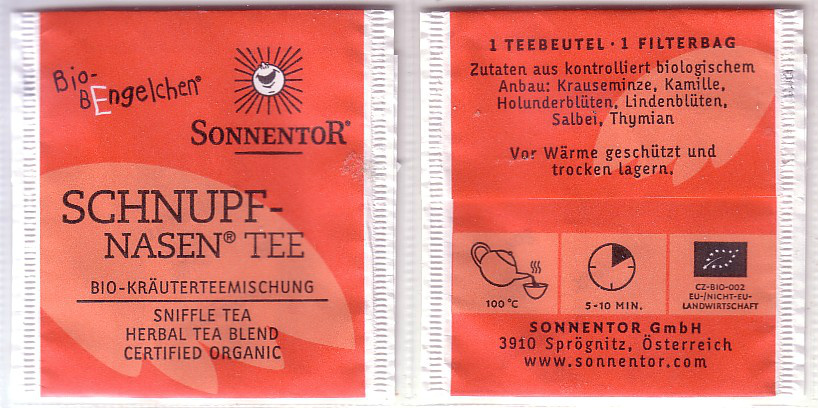 Bio-
BEngelchen®
SONNENTOR®
SCHNUPF-
NASEN® TEE
BIO-KRÄUTERTEEMISCHUNG
SNIFFLE TEA
HERBAL TEA BLEND
CERTIFIED ORGANIC
1 TEEBEUTEL · 1 FILTERBAG
Zutaten aus kontrolliert biologischem
Anbau: Krauseminze, Kamille,
Holunderblüten, Lindenblüten,
Salbei, Thymian
Vor Wärme geschützt und
trocken lagern.
100 °C
5-10 MIN.
CZ-BIO-002
EU-/NICHT-EU-
LANDWIRTSCHAFT
SONNENTOR GmbH
3910 Sprögnitz, Österreich
www.sonnentor.com